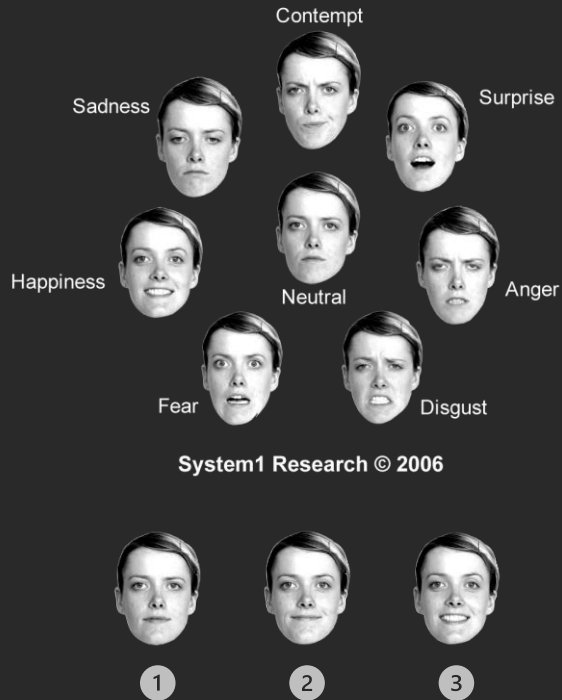 Contempt
Sadness
Surprise
Happiness
Neutral
Anger
Fear
Disgust
System1 Research © 2006
1
2
3